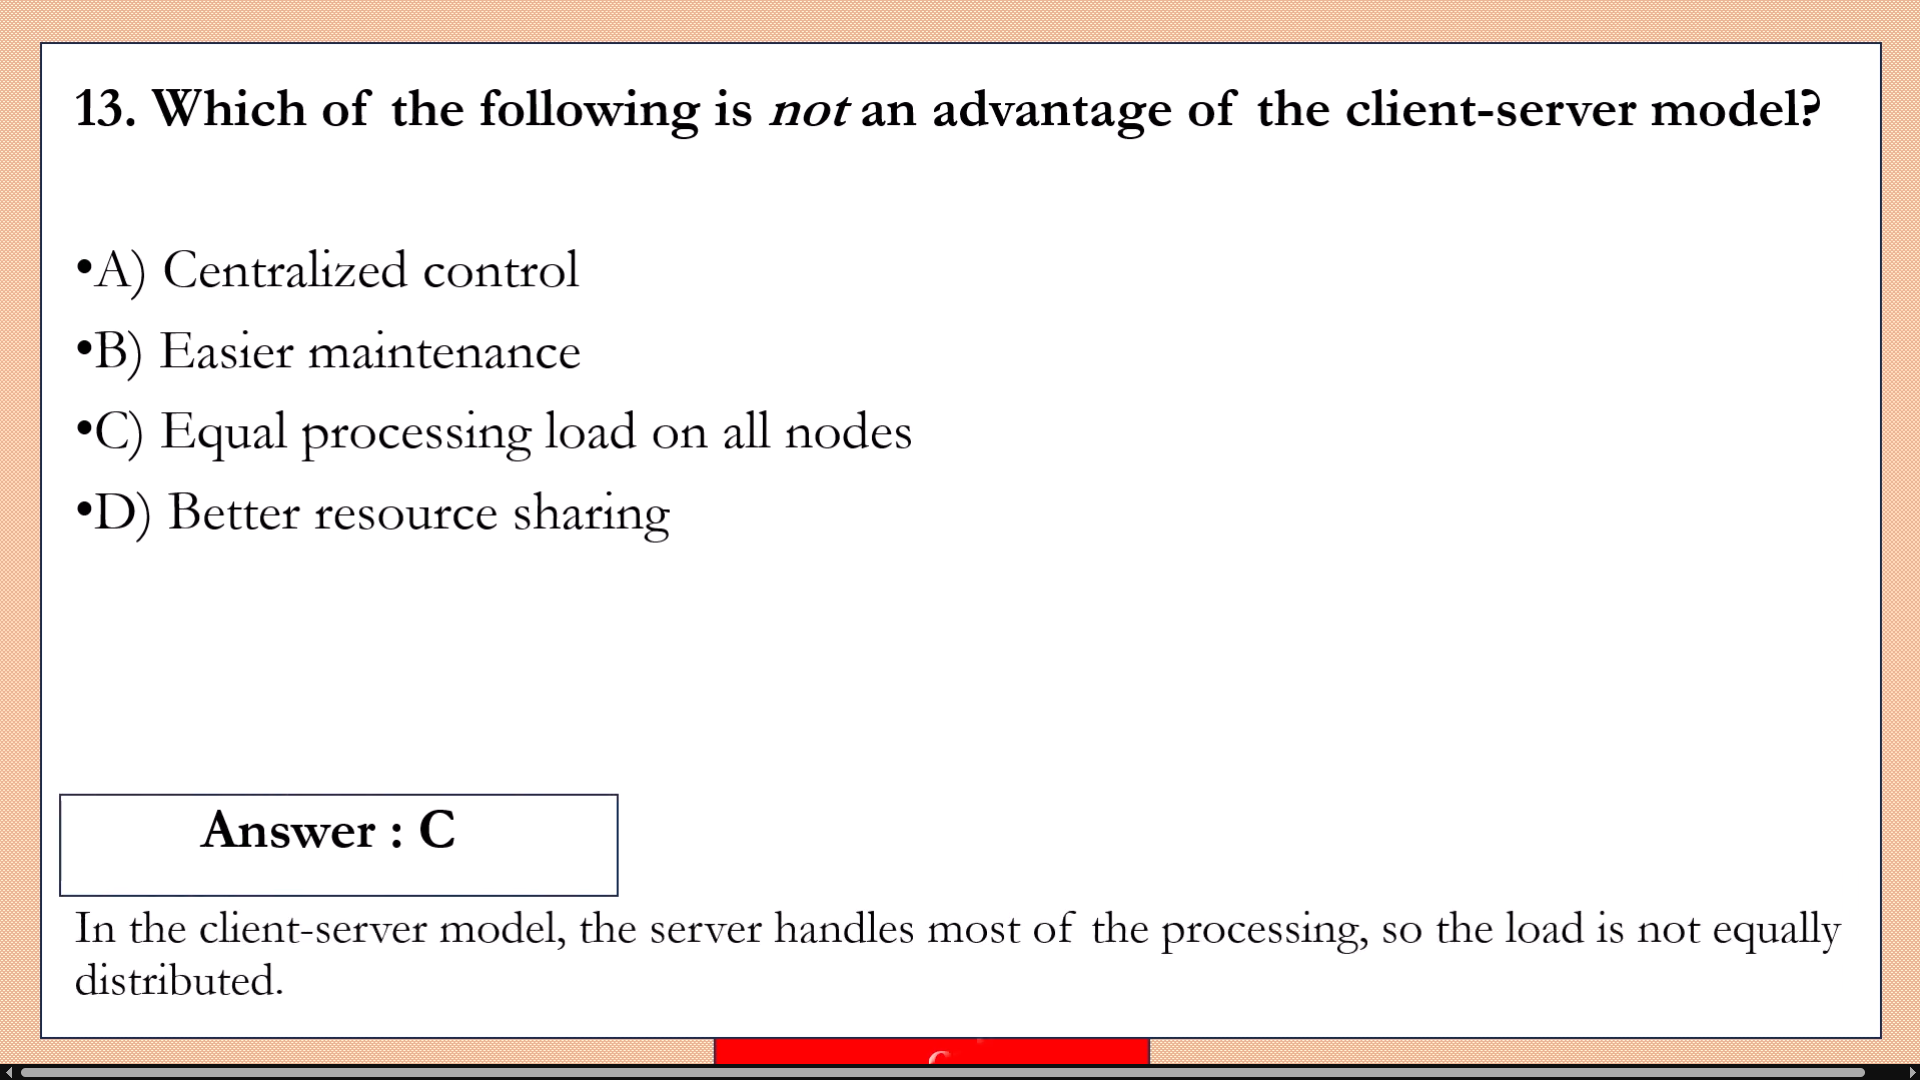 13. Which of the following is not an advantage of the client-server model?
•A) Centralized control
•B) Easier maintenance
•C) Equal processing load on all nodes
•D) Better resource sharing
Answer : C
In the client-server model, the server handles most of the processing, so the load is not equally
distributed.